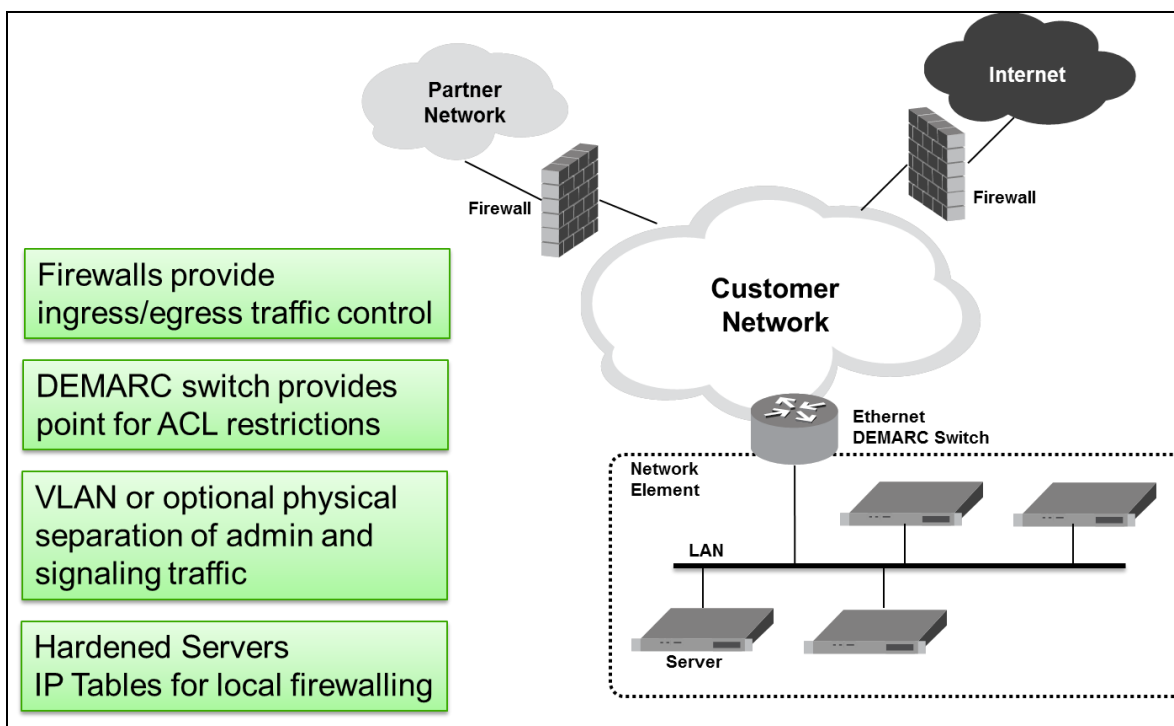 Partner
Network
Internet
Firewall
Firewall
Customer
Network
Firewalls provide
ingress/egress traffic control
DEMARC switch provides
point for ACL restrictions
VLAN or optional physical
separation of admin and
signaling traffic
Hardened Servers
IP Tables for local firewalling
Ethernet
DEMARC Switch
Network
Element
LAN
Server